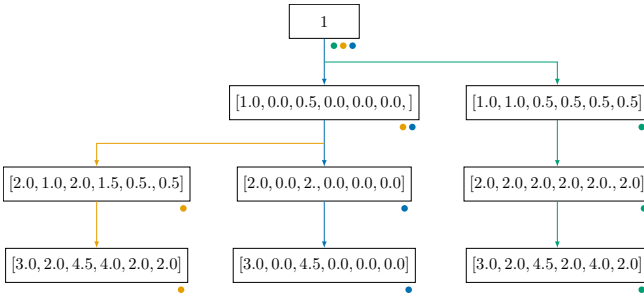 1
[1.0, 0.0, 0.5, 0.0, 0.0, 0.0, ]
[1.0, 1.0, 0.5, 0.5, 0.5, 0.5]
[2.0, 1.0, 2.0, 1.5, 0.5., 0.5]
[2.0, 0.0, 2., 0.0, 0.0, 0.0]
[2.0, 2.0, 2.0, 2.0, 2.0., 2.0]
[3.0, 2.0, 4.5, 4.0, 2.0, 2.0]
[3.0, 0.0, 4.5, 0.0, 0.0, 0.0]
[3.0, 2.0, 4.5, 2.0, 4.0, 2.0]